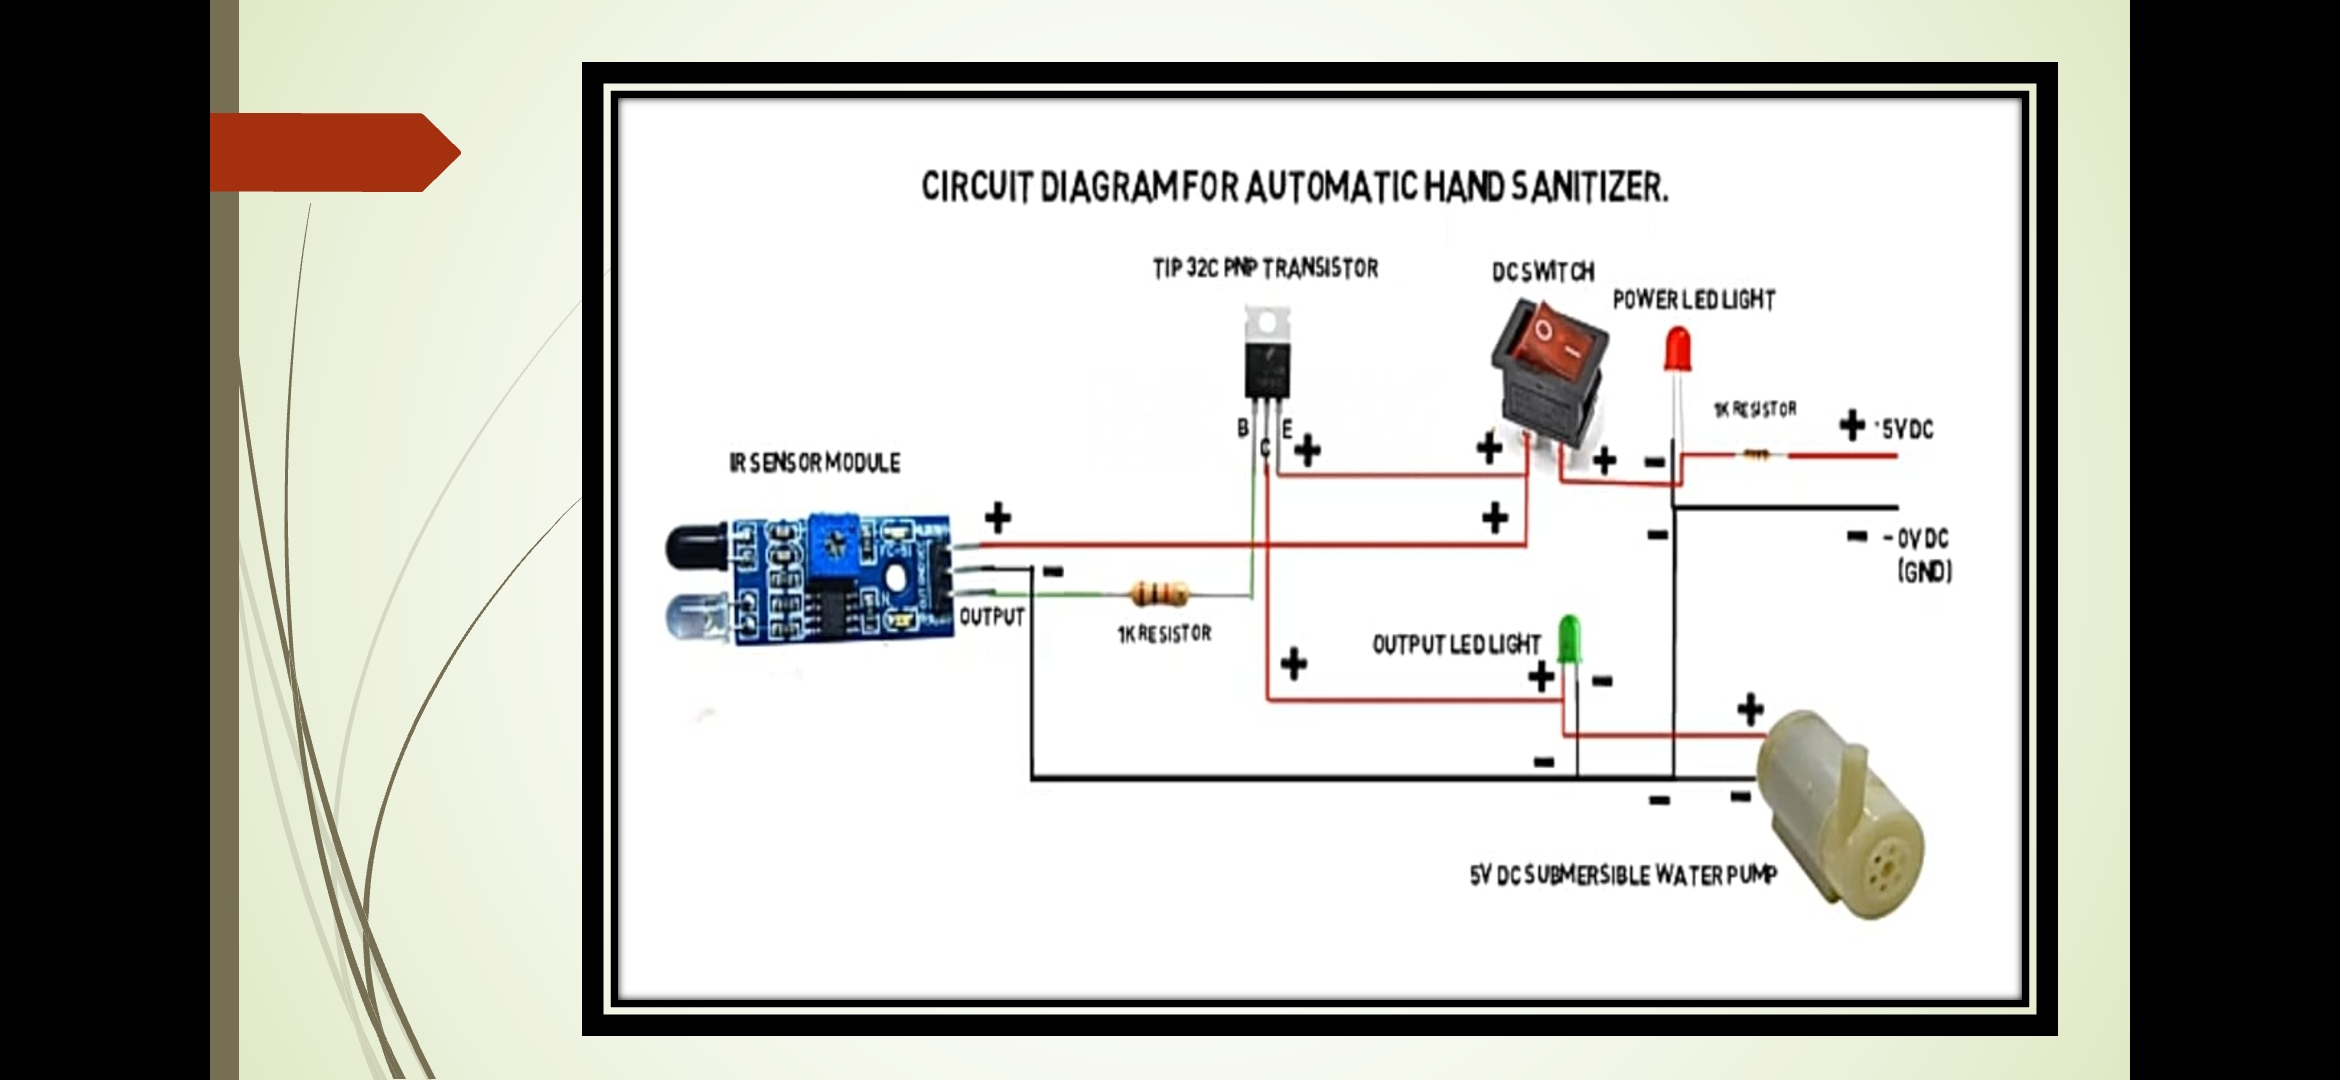 CIRCUIT DIAGRAM FOR AUTOMATIC HAND SANITIZER.
TIP 32C PNP TRANSISTOR
DC SWITCH
POWER LED LIGHT
1K RESISTOR
+ 5V DC
B
C
E
+
+
+
-
IR SENSOR MODULE
+
+
-
-
- 0V DC
(GND)
-
OUTPUT
1K RESISTOR
OUTPUT LED LIGHT
+
+
-
+
-
-
-
5V DC SUBMERSIBLE WATER PUMP